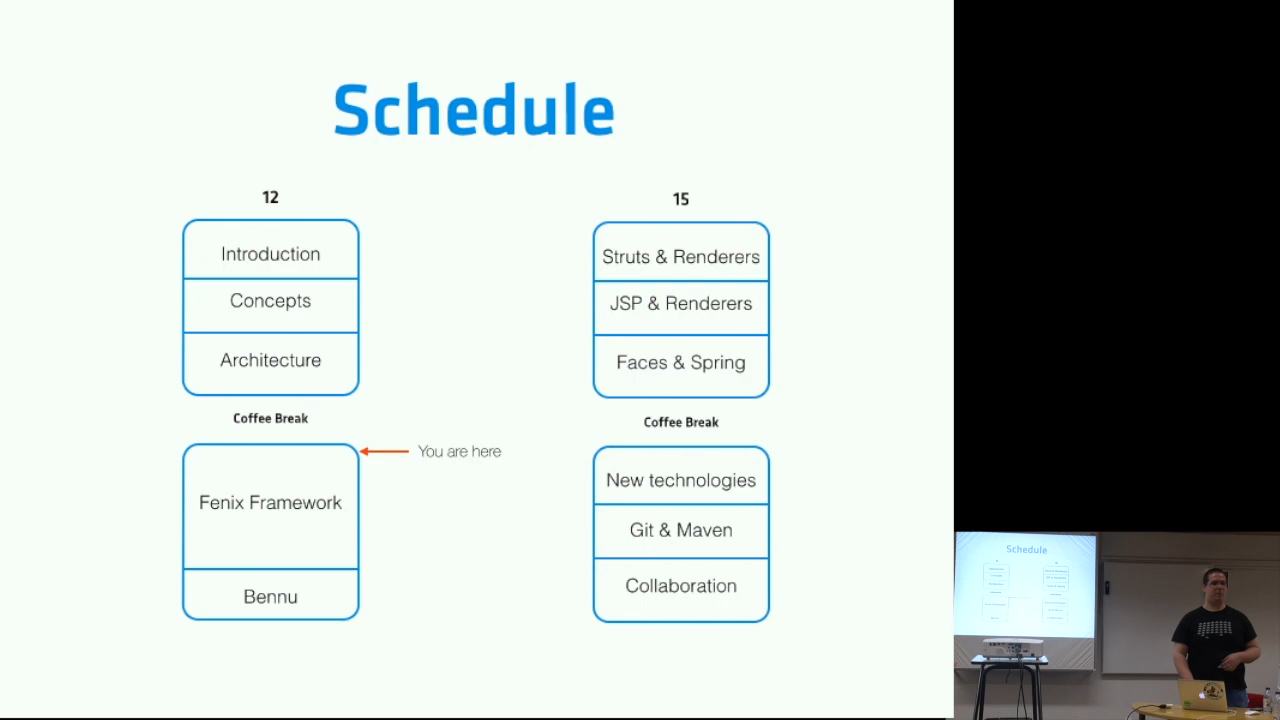 Schedule
12
Introduction
Concepts
Architecture
Coffee Break
Fenix Framework
Bennu
You are here
15
Struts & Renderers
JSP & Renderers
Faces & Spring
Coffee Break
New technologies
Git & Maven
Collaboration
Schedule